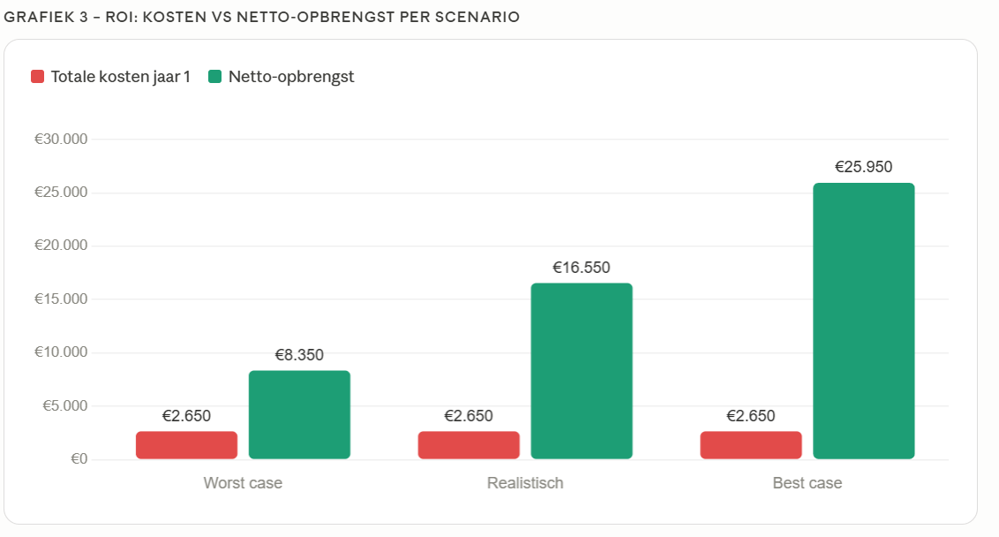 GRAFIEK 3 – ROI: KOSTEN VS NETTO-OPBRENGST PER SCENARIO
Totale kosten jaar 1 Netto-opbrengst
€30.000
€25.950
€25.000
€20.000
€16.550
€15.000
€10.000
€8.350
€5.000
€2.650 €2.650 €2.650
€0
Worst case Realistisch Best case